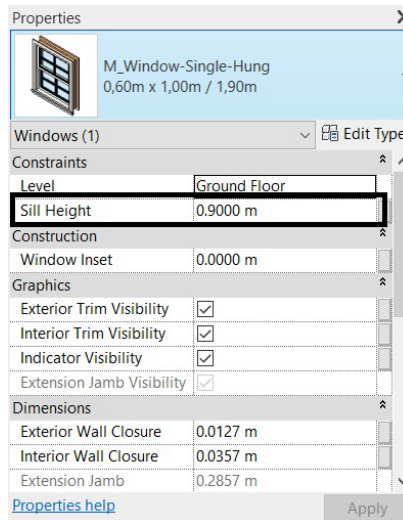 Properties X
M_Window-Single-Hung
0,60m x 1,00m / 1,90m
Windows (1) Edit Type
Constraints
Level Ground Floor
Sill Height 0.9000 m
Construction
Window Inset 0.0000 m
Graphics
Exterior Trim Visibility
Interior Trim Visibility
Indicator Visibility
Extension Jamb Visibility
Dimensions
Exterior Wall Closure 0.0127 m
Interior Wall Closure 0.0357 m
Extension Jamb 0.2857 m
Properties help Apply